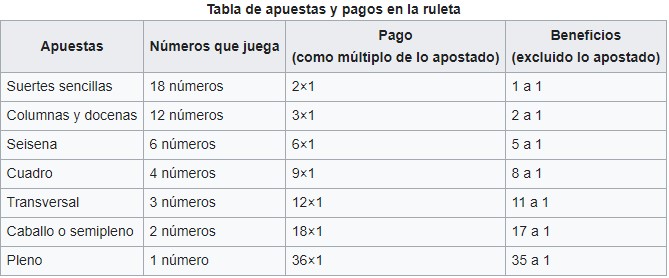 Tabla de apuestas y pagos en la ruleta
Apuestas Números que juega Pago (como múltiplo de lo apostado) Beneficios (excluido lo apostado)
Suertes sencillas 18 números 2×1 1 a 1
Columnas y docenas 12 números 3×1 2 a 1
Seisena 6 números 6×1 5 a 1
Cuadro 4 números 9×1 8 a 1
Transversal 3 números 12×1 11 a 1
Caballo o semipleno 2 números 18×1 17 a 1
Pleno 1 número 36×1 35 a 1